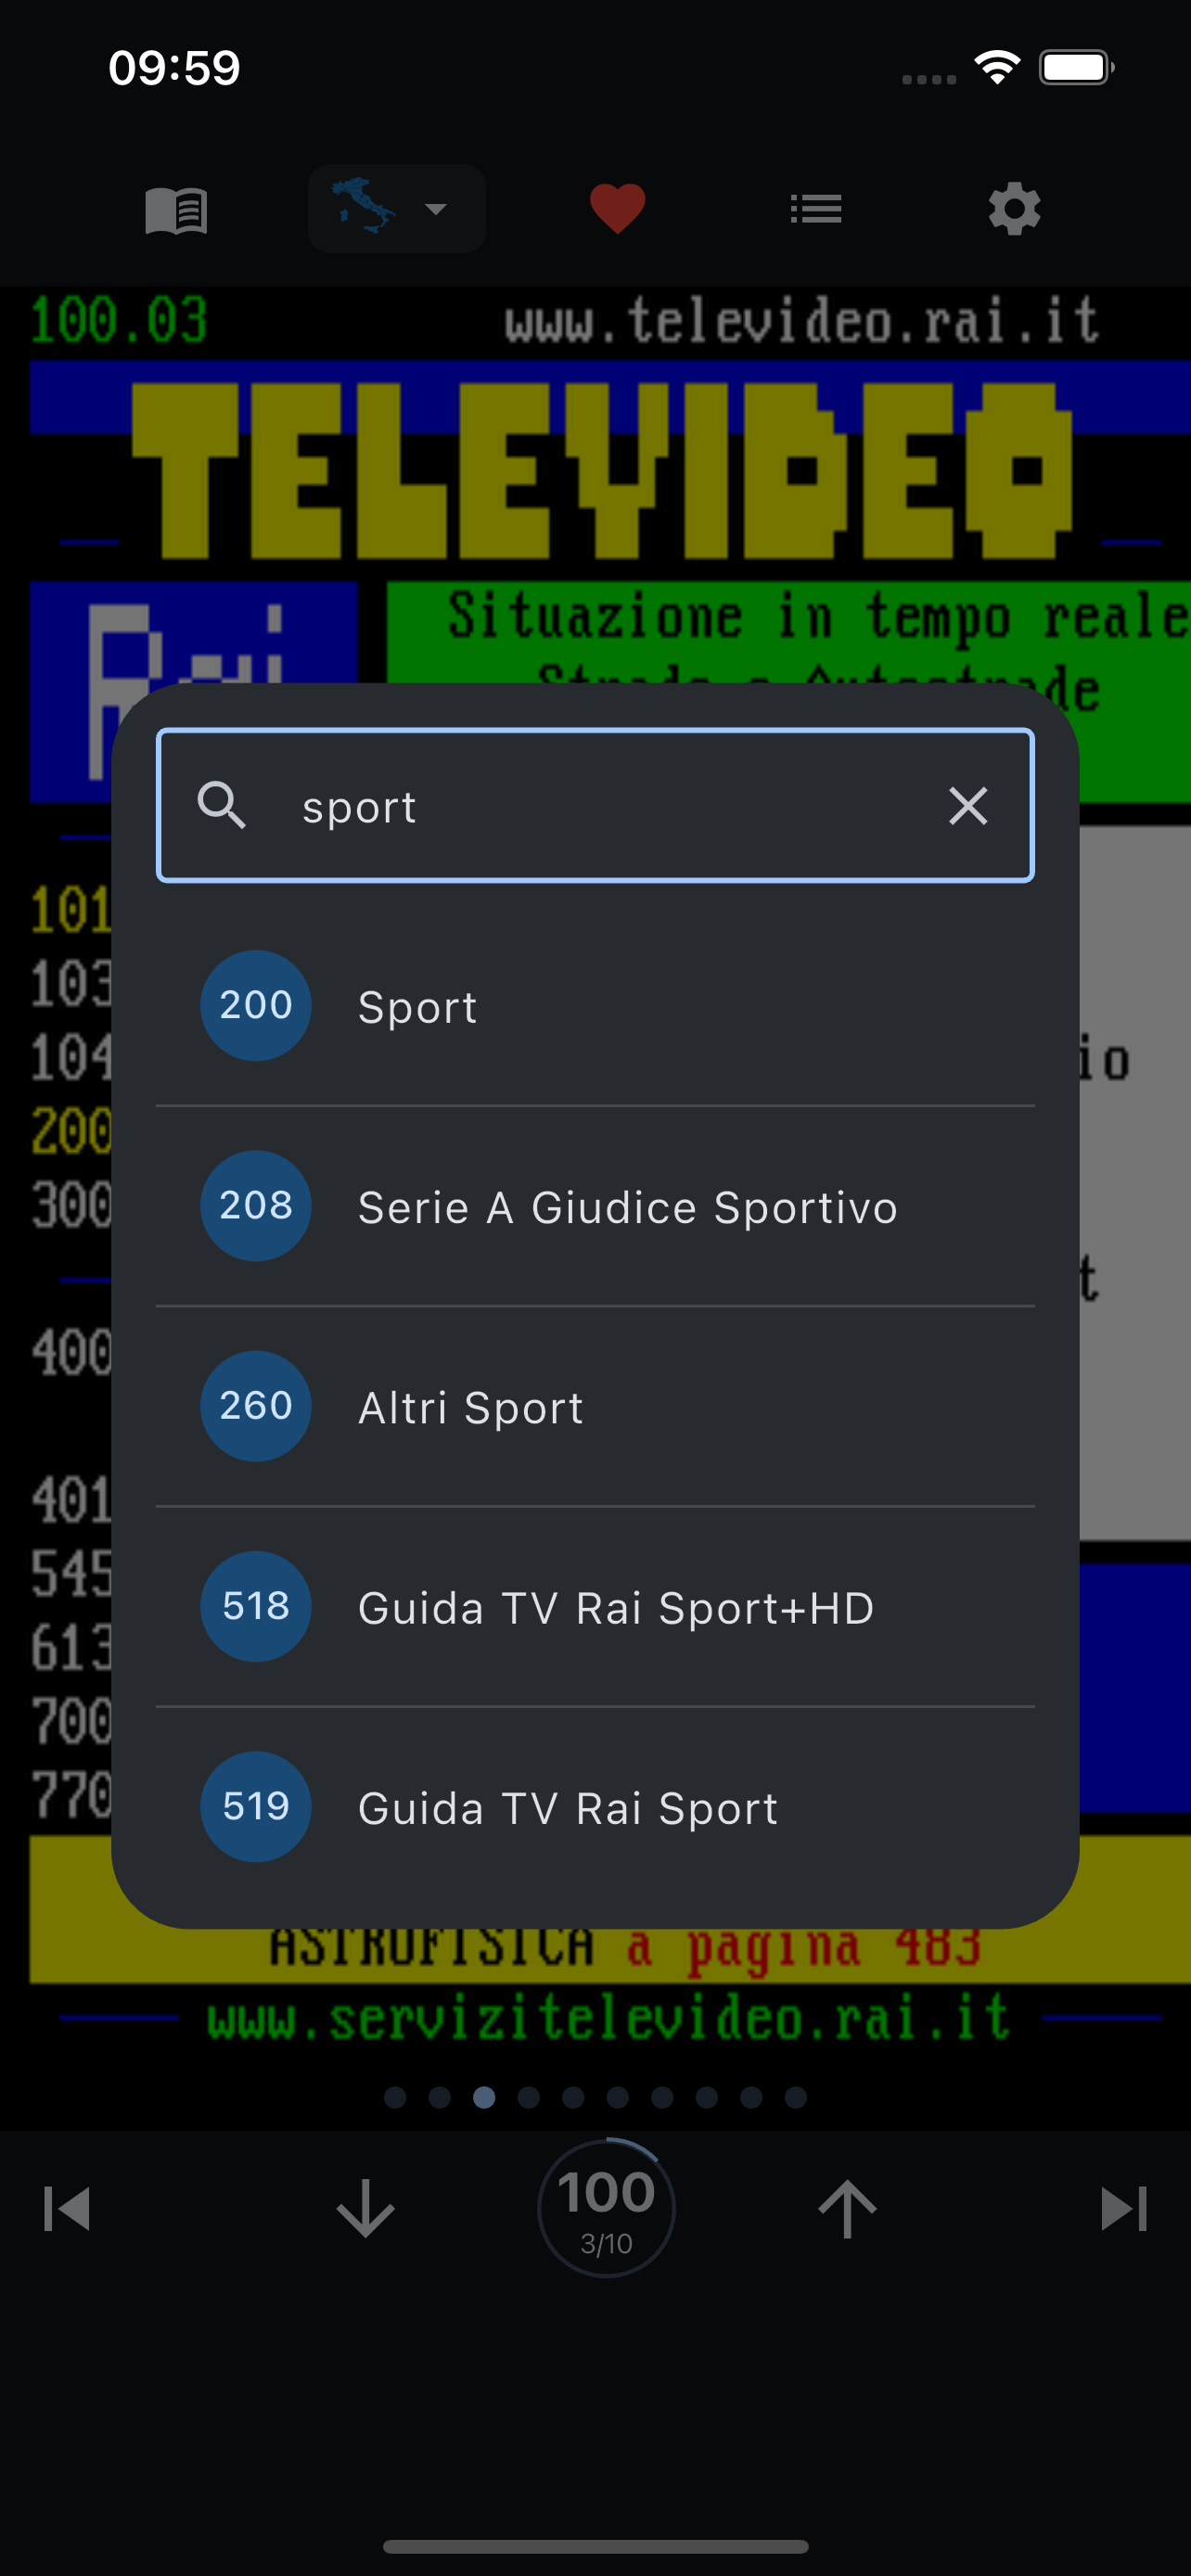 09:59
100.03 www.televideo.rai.it
TELEVIDEO
Rai
Situazione in tempo reale
Strade e Autostrade
sport
101
103
104
200
300
400
401
545
613
700
770
200 Sport
208 Serie A Giudice Sportivo
260 Altri Sport
518 Guida TV Rai Sport+HD
519 Guida TV Rai Sport
ASTROFISICA a pagina 483
www.servizitelevideo.rai.it
100
3/10